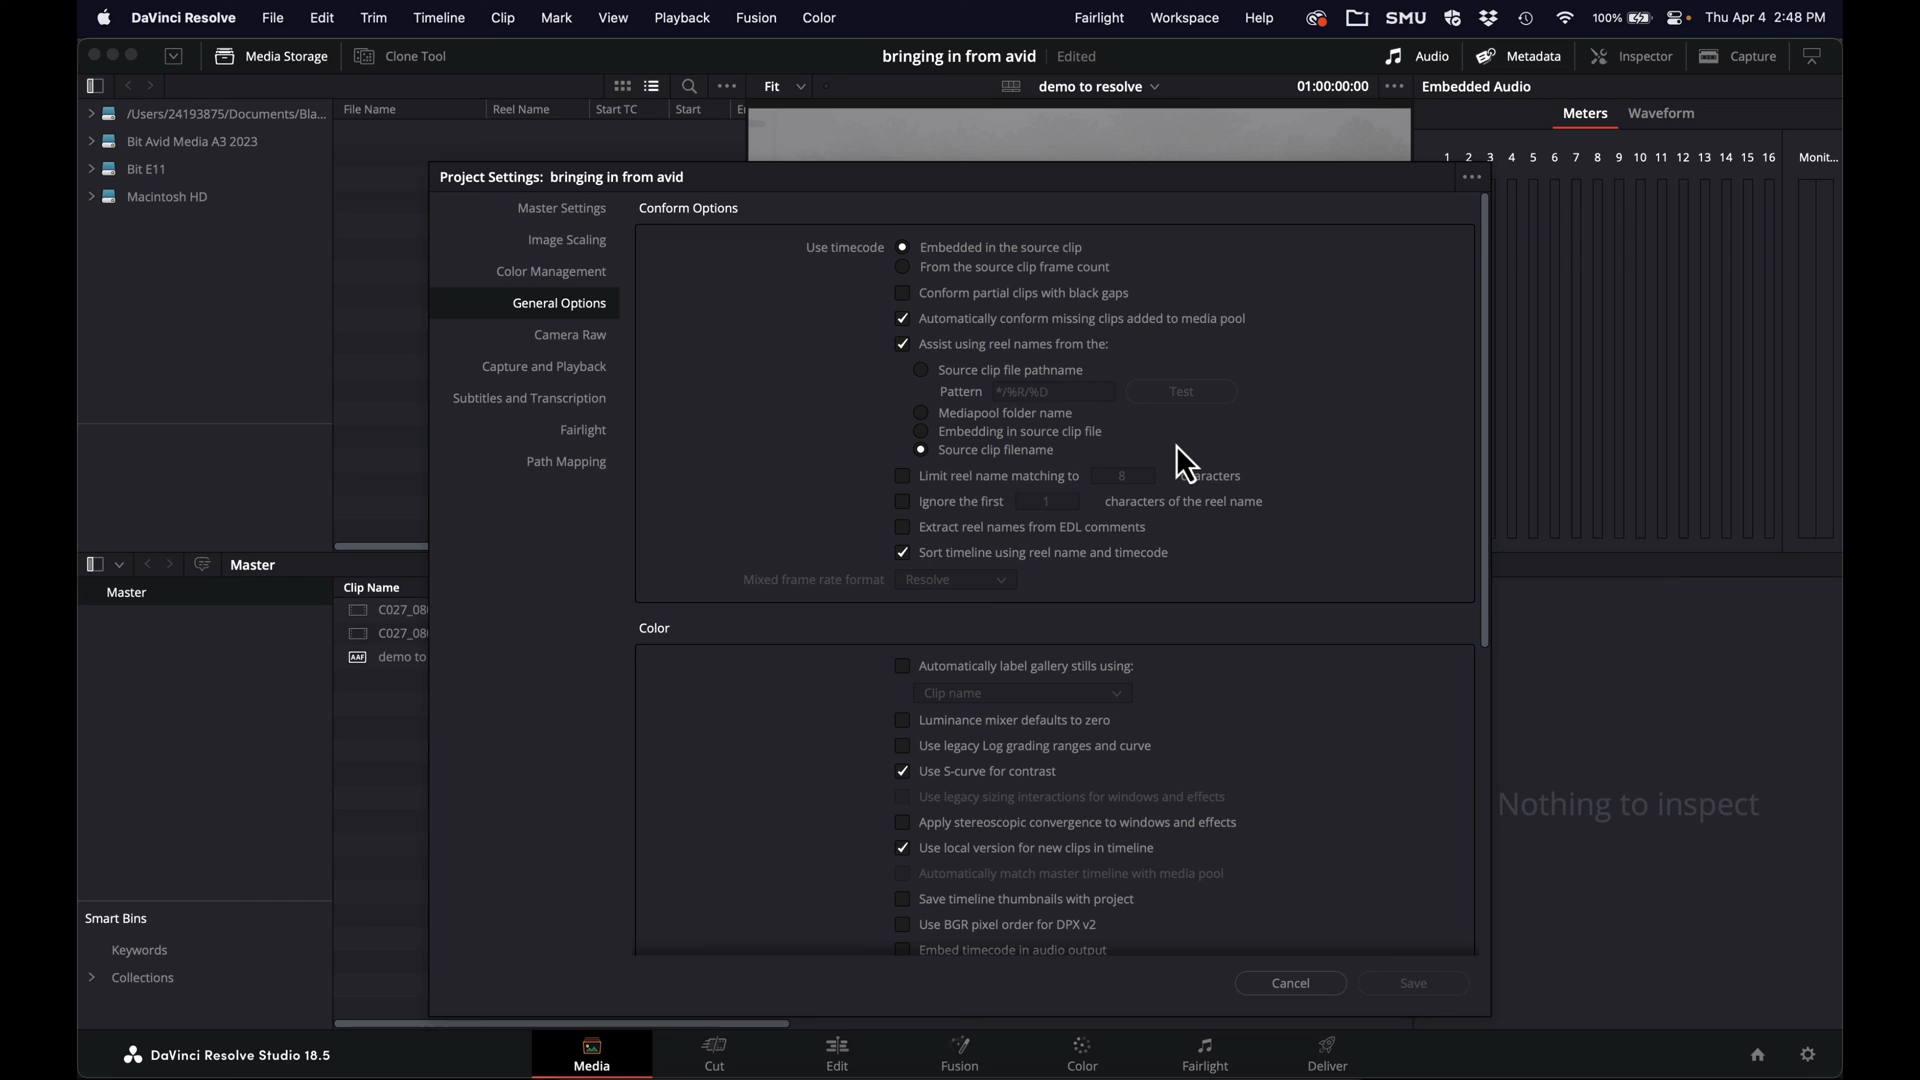 DaVinci Resolve File Edit Trim Timeline Clip Mark View Playback Fusion Color Fairlight Workspace Help SMU 100% Thu Apr 4 2:48 PM
Media Storage Clone Tool bringing in from avid Edited Audio Metadata Inspector Capture
Fit demo to resolve 01:00:00:00 Embedded Audio
/Users/24193875/Documents/Bla... File Name Reel Name Start TC Start Meters Waveform
Bit Avid Media A3 2023
1 2 3 4 5 6 7 8 9 10 11 12 13 14 15 16 Monit...
Bit E11
Macintosh HD
Project Settings: bringing in from avid
Master Settings
Image Scaling
Color Management
General Options
Camera Raw
Capture and Playback
Subtitles and Transcription
Fairlight
Path Mapping
Conform Options
Use timecode Embedded in the source clip
From the source clip frame count
Conform partial clips with black gaps
Automatically conform missing clips added to media pool
Assist using reel names from the:
Source clip file pathname
Pattern */%R/%D Test
Mediapool folder name
Embedding in source clip file
Source clip filename
Limit reel name matching to 8 characters
Ignore the first 1 characters of the reel name
Extract reel names from EDL comments
Sort timeline using reel name and timecode
Mixed frame rate format Resolve
Color
Automatically label gallery stills using:
Clip name
Luminance mixer defaults to zero
Use legacy Log grading ranges and curve
Use S-curve for contrast
Use legacy sizing interactions for windows and effects
Apply stereoscopic convergence to windows and effects
Use local version for new clips in timeline
Automatically match master timeline with media pool
Save timeline thumbnails with project
Use BGR pixel order for DPX v2
Embed timecode in audio output
Cancel Save
Master
Master
Clip Name
C027_080
C027_080
AAF demo to
Nothing to inspect
Smart Bins
Keywords
Collections
DaVinci Resolve Studio 18.5 Media Cut Edit Fusion Color Fairlight Deliver